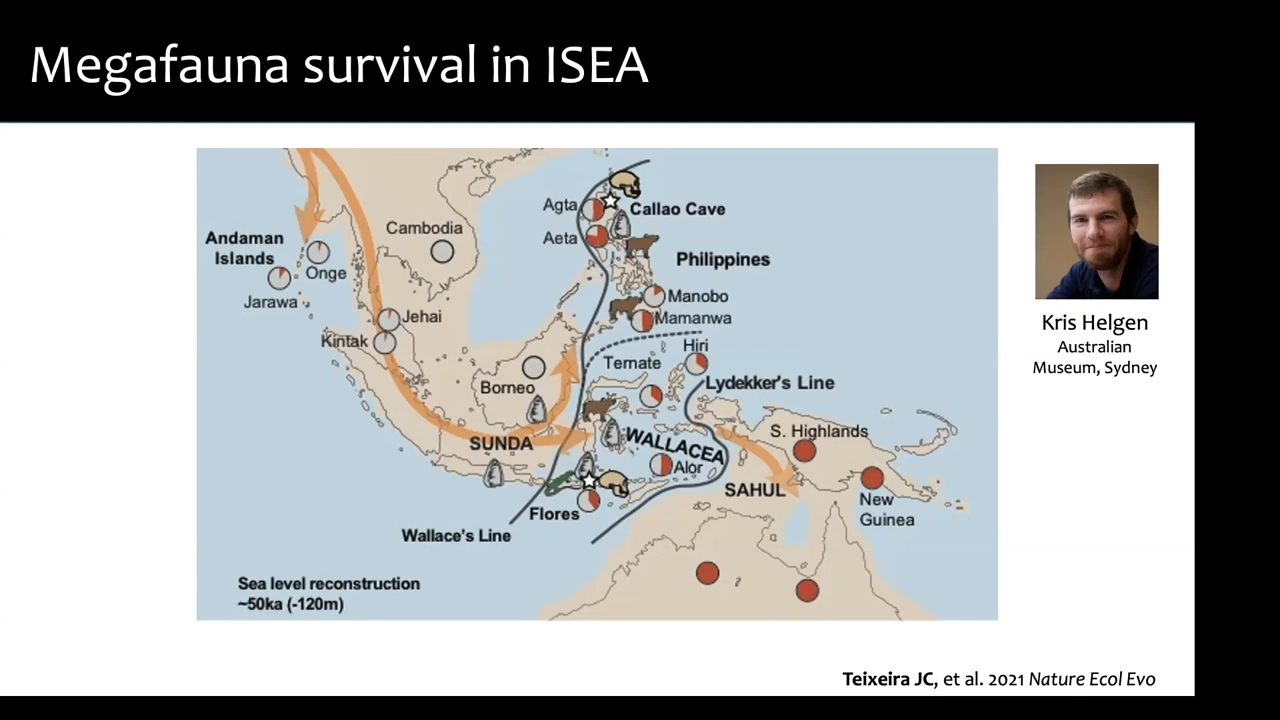 Megafauna survival in ISEA
Agta
Callao Cave
Aeta
Andaman
Islands
Cambodia
Onge
Jarawa
Philippines
Manobo
Mamanwa
Jehai
Kintak
Hiri
Ternate
Borneo
Lydekker's Line
SUNDA
WALLACEA
S. Highlands
Alor
SAHUL
New
Guinea
Flores
Wallace's Line
Sea level reconstruction
~50ka (-120m)
Kris Helgen
Australian
Museum, Sydney
Teixeira JC, et al. 2021 Nature Ecol Evo